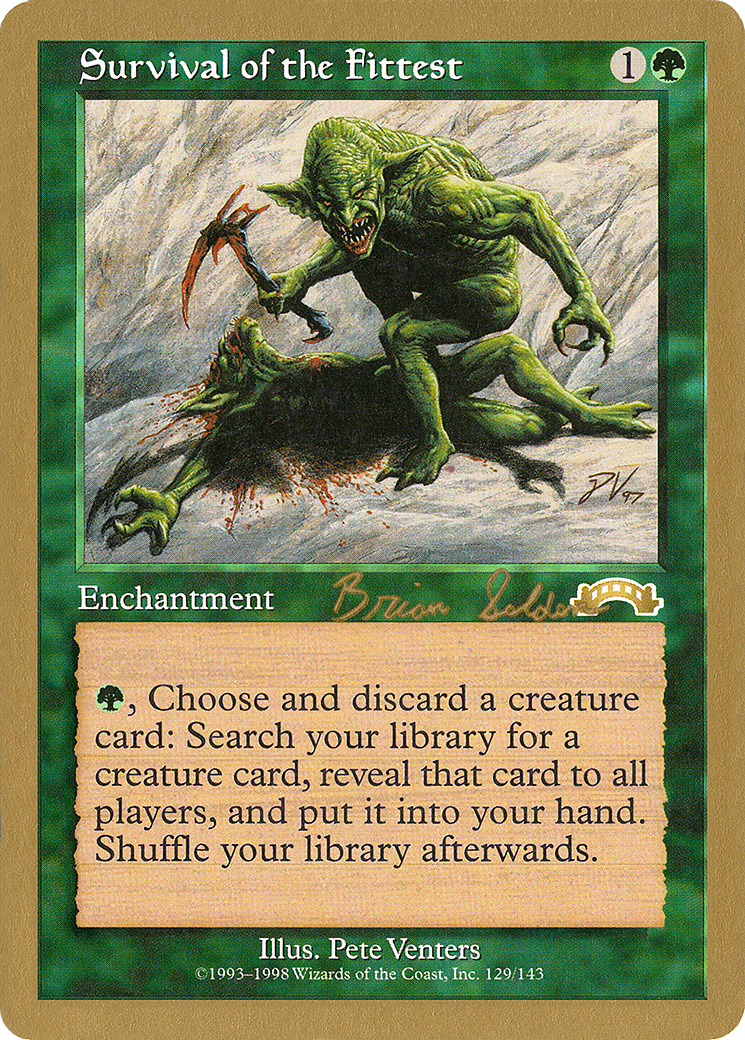 Survival of the Fittest 1
PV97
Enchantment Brian Selden
, Choose and discard a creature
card: Search your library for a
creature card, reveal that card to all
players, and put it into your hand.
Shuffle your library afterwards.
Illus. Pete Venters
©1993–1998 Wizards of the Coast, Inc. 129/143